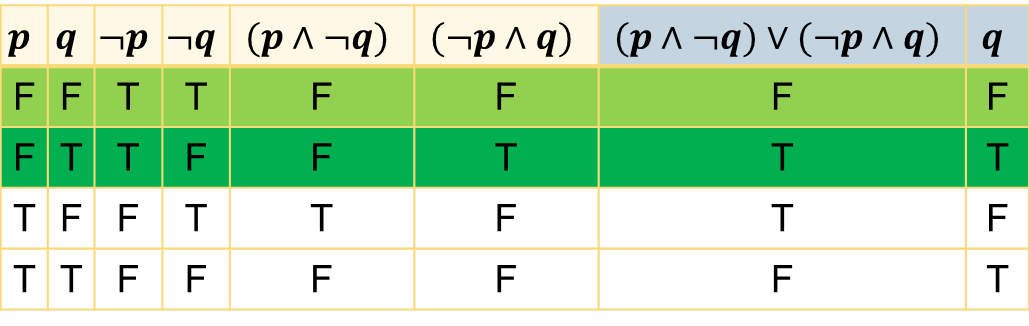 p q ¬p ¬q (p ∧ ¬q) (¬p ∧ q) (p ∧ ¬q) ∨ (¬p ∧ q) q
F F T T F F F F
F T T F F T T T
T F F T T F T F
T T F F F F F T